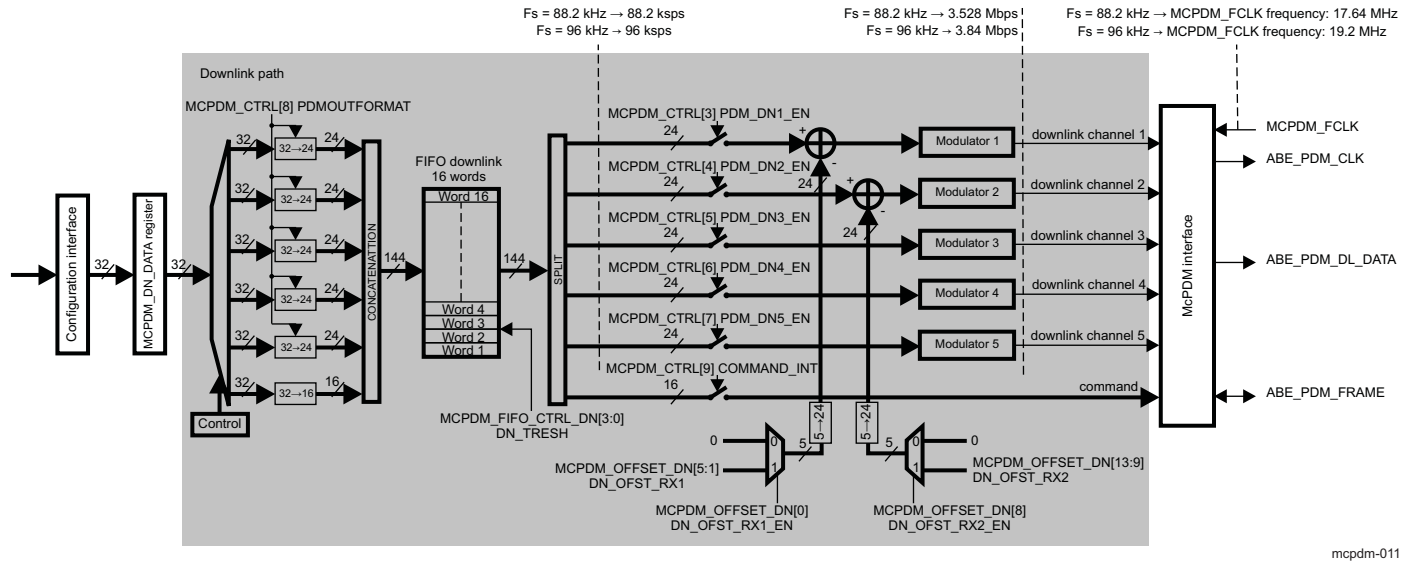 Fs = 88.2 kHz → 88.2 ksps
Fs = 96 kHz → 96 ksps
Fs = 88.2 kHz → 3.528 Mbps
Fs = 96 kHz → 3.84 Mbps
Fs = 88.2 kHz → MCPDM_FCLK frequency: 17.64 MHz
Fs = 96 kHz → MCPDM_FCLK frequency: 19.2 MHz
Downlink path
MCPDM_CTRL[8] PDMOUTFORMAT
Configuration interface
32
MCPDM_DN_DATA register
32
Control
32
32→24
24
32
32→24
24
32
32→24
24
32
32→24
24
32
32→24
24
32
32→16
16
CONCATENATTION
144
FIFO downlink
16 words
Word 16
Word 4
Word 3
Word 2
Word 1
144
MCPDM_FIFO_CTRL_DN[3:0]
DN_TRESH
SPLIT
MCPDM_CTRL[3] PDM_DN1_EN
24
+
-
Modulator 1
downlink channel 1
MCPDM_CTRL[4] PDM_DN2_EN
24
24
+
-
Modulator 2
downlink channel 2
MCPDM_CTRL[5] PDM_DN3_EN
24
24
Modulator 3
downlink channel 3
MCPDM_CTRL[6] PDM_DN4_EN
24
Modulator 4
downlink channel 4
MCPDM_CTRL[7] PDM_DN5_EN
24
Modulator 5
downlink channel 5
MCPDM_CTRL[9] COMMAND_INT
16
command
5→24
5→24
0
0
1
5
MCPDM_OFFSET_DN[5:1]
DN_OFST_RX1
MCPDM_OFFSET_DN[0]
DN_OFST_RX1_EN
5
0
1
0
MCPDM_OFFSET_DN[13:9]
DN_OFST_RX2
MCPDM_OFFSET_DN[8]
DN_OFST_RX2_EN
McPDM interface
MCPDM_FCLK
ABE_PDM_CLK
ABE_PDM_DL_DATA
ABE_PDM_FRAME
mcpdm-011